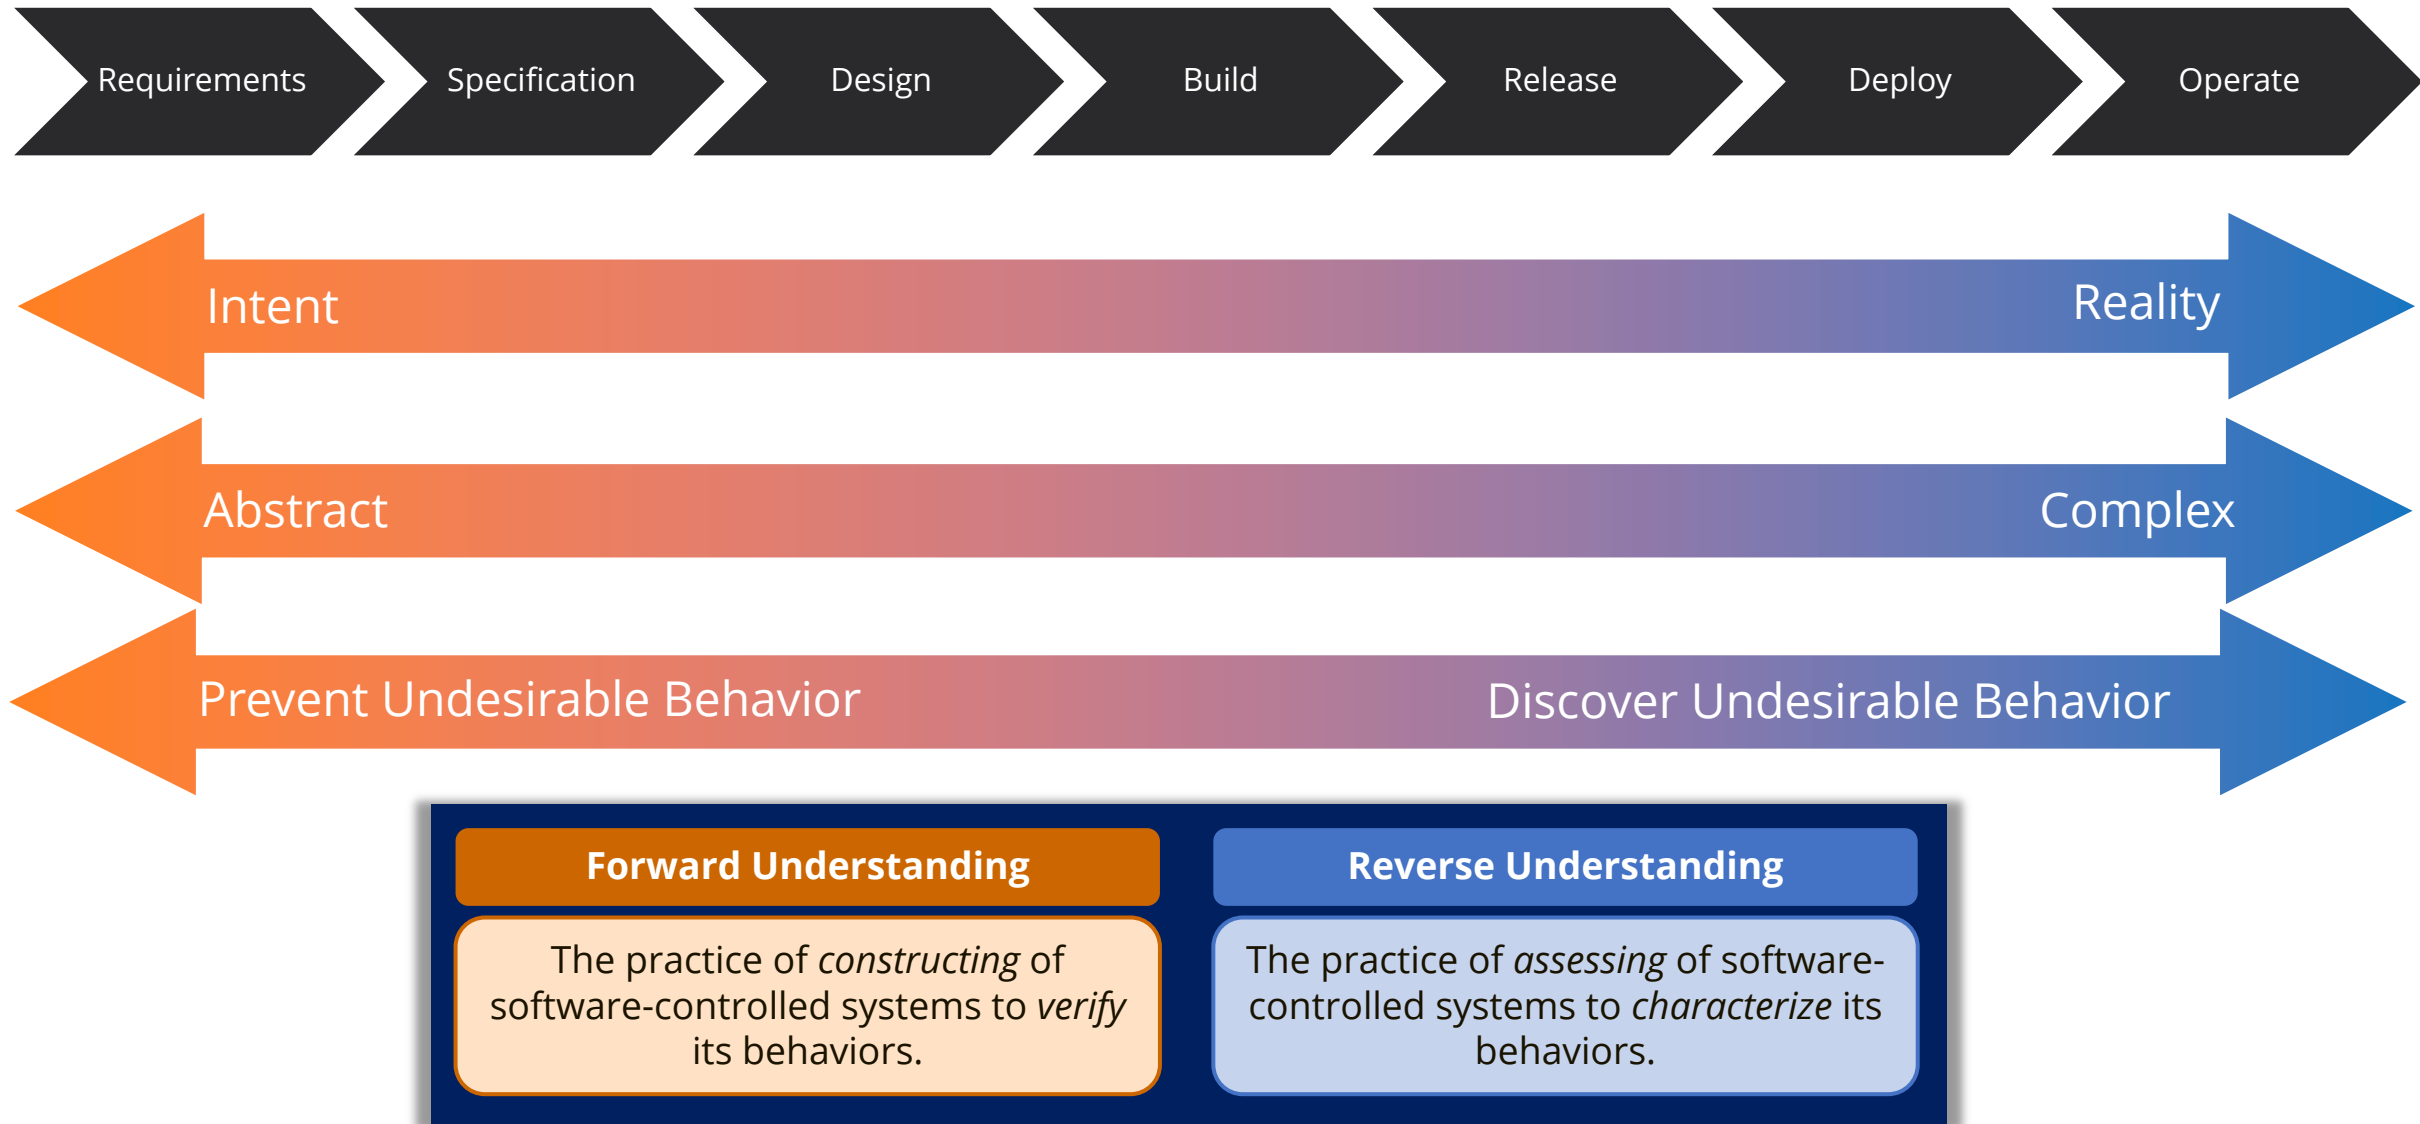 Requirements
Specification
Design
Build
Release
Deploy
Operate
Intent
Reality
Abstract
Complex
Prevent Undesirable Behavior
Discover Undesirable Behavior
Forward Understanding
The practice of constructing of
software-controlled systems to verify
its behaviors.
Reverse Understanding
The practice of assessing of software-
controlled systems to characterize its
behaviors.